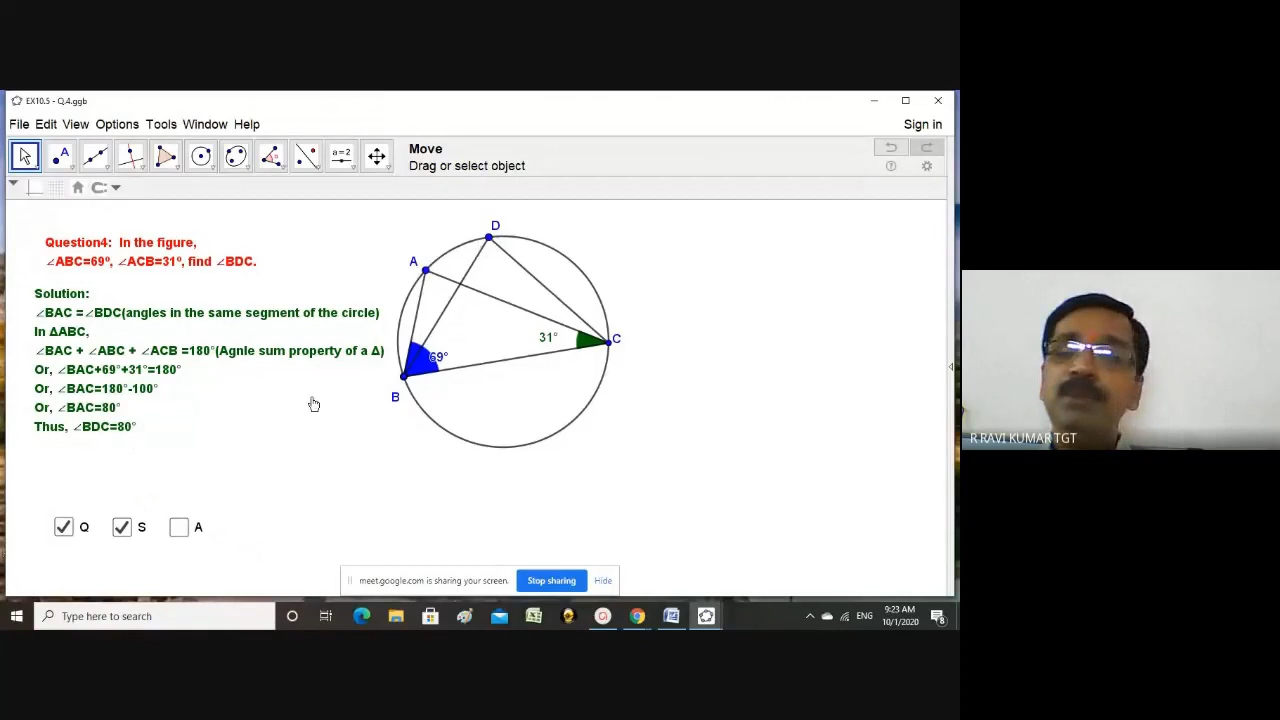 EX10.5 - Q.4.ggb
File Edit View Options Tools Window Help
Sign in
A
a=2
Move
Drag or select object
Question4: In the figure,
∠ABC=69º, ∠ACB=31º, find ∠BDC.
Solution:
∠BAC =∠BDC(angles in the same segment of the circle)
In ΔABC,
∠BAC + ∠ABC + ∠ACB =180°(Agnle sum property of a Δ)
Or, ∠BAC+69°+31°=180°
Or, ∠BAC=180°-100°
Or, ∠BAC=80°
Thus, ∠BDC=80°
D
A
31°
C
69°
B
Q
S
A
R RAVI KUMAR TGT
meet.google.com is sharing your screen.
Stop sharing
Hide
Type here to search
ENG
9:23 AM
10/1/2020
8